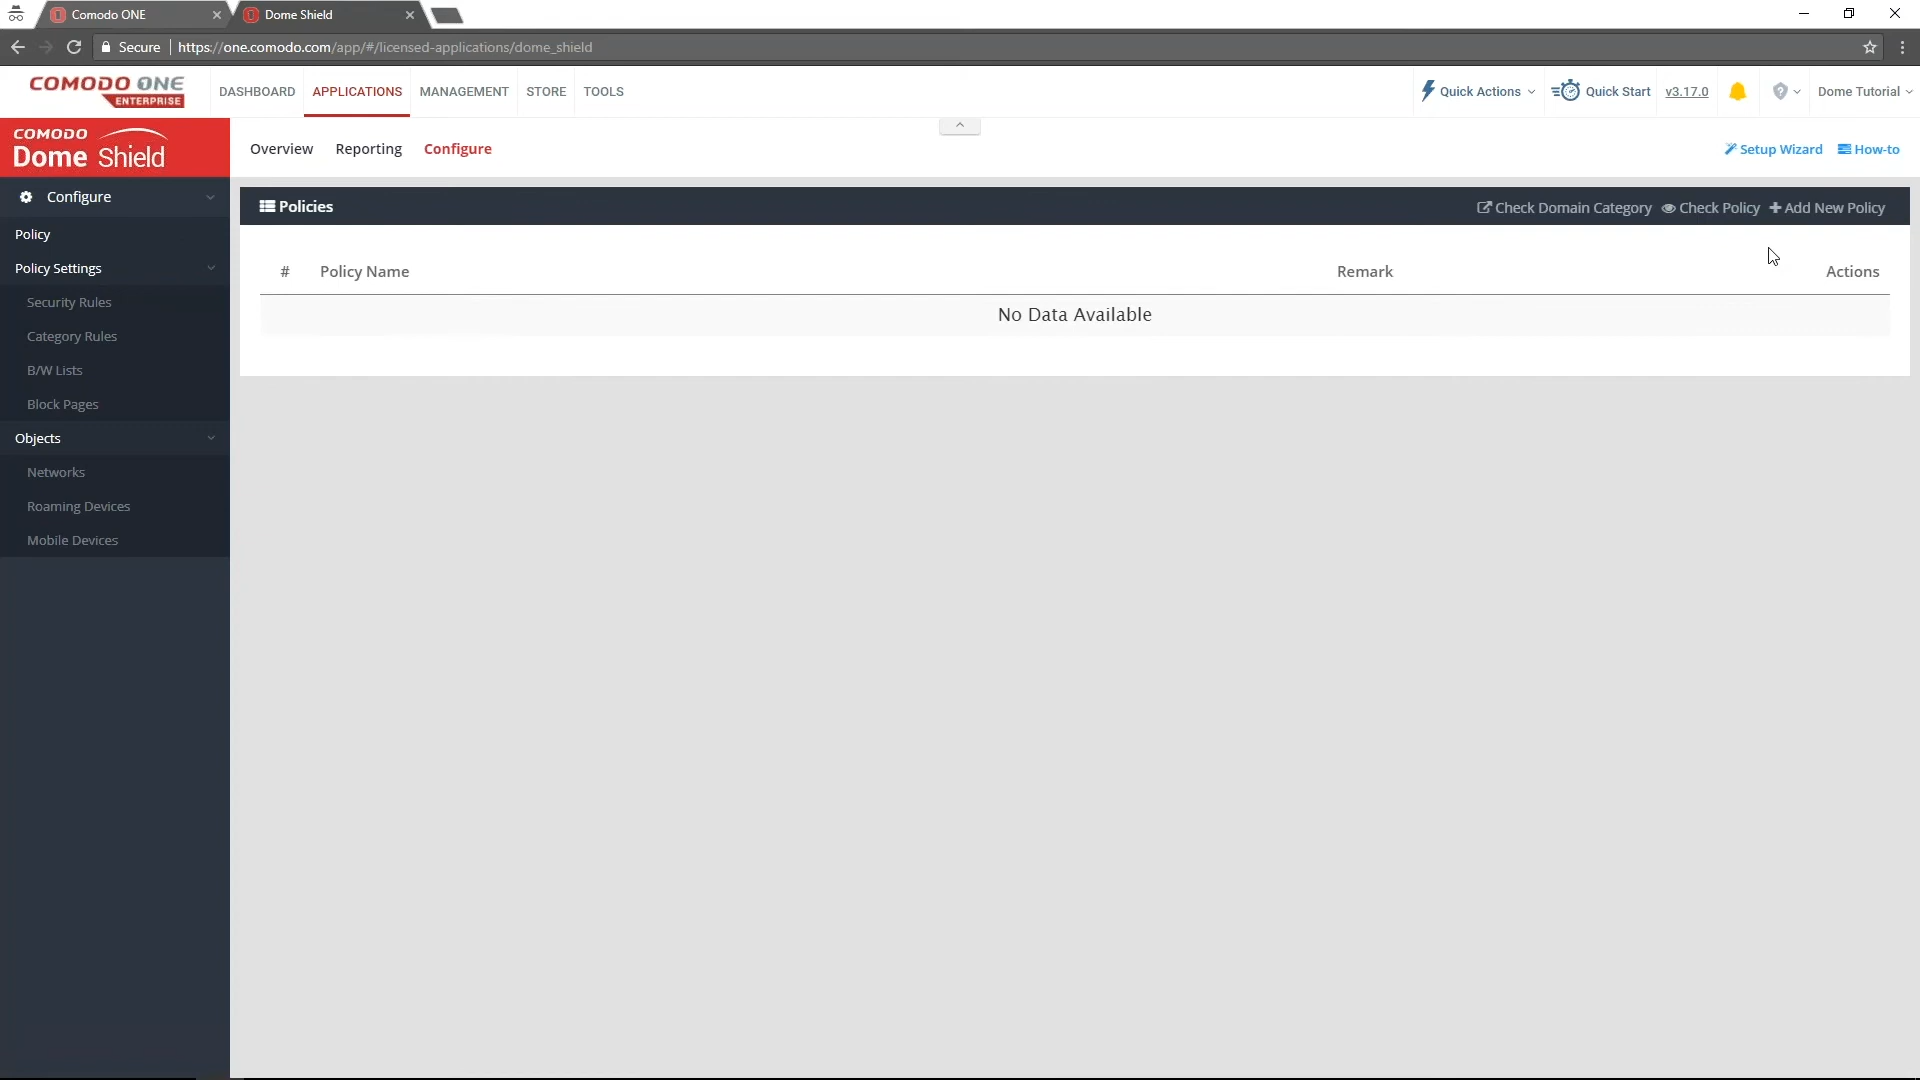 Comodo ONE
Dome Shield
Secure https://one.comodo.com/app/#/licensed-applications/dome_shield
COMODO ONE
ENTERPRISE
DASHBOARD APPLICATIONS MANAGEMENT STORE TOOLS
Quick Actions Quick Start v3.17.0 Dome Tutorial
COMODO
Dome Shield
Overview Reporting Configure
Setup Wizard How-to
Configure
Policy
Policy Settings
Security Rules
Category Rules
B/W Lists
Block Pages
Objects
Networks
Roaming Devices
Mobile Devices
Policies
Check Domain Category Check Policy Add New Policy
# Policy Name Remark Actions
No Data Available